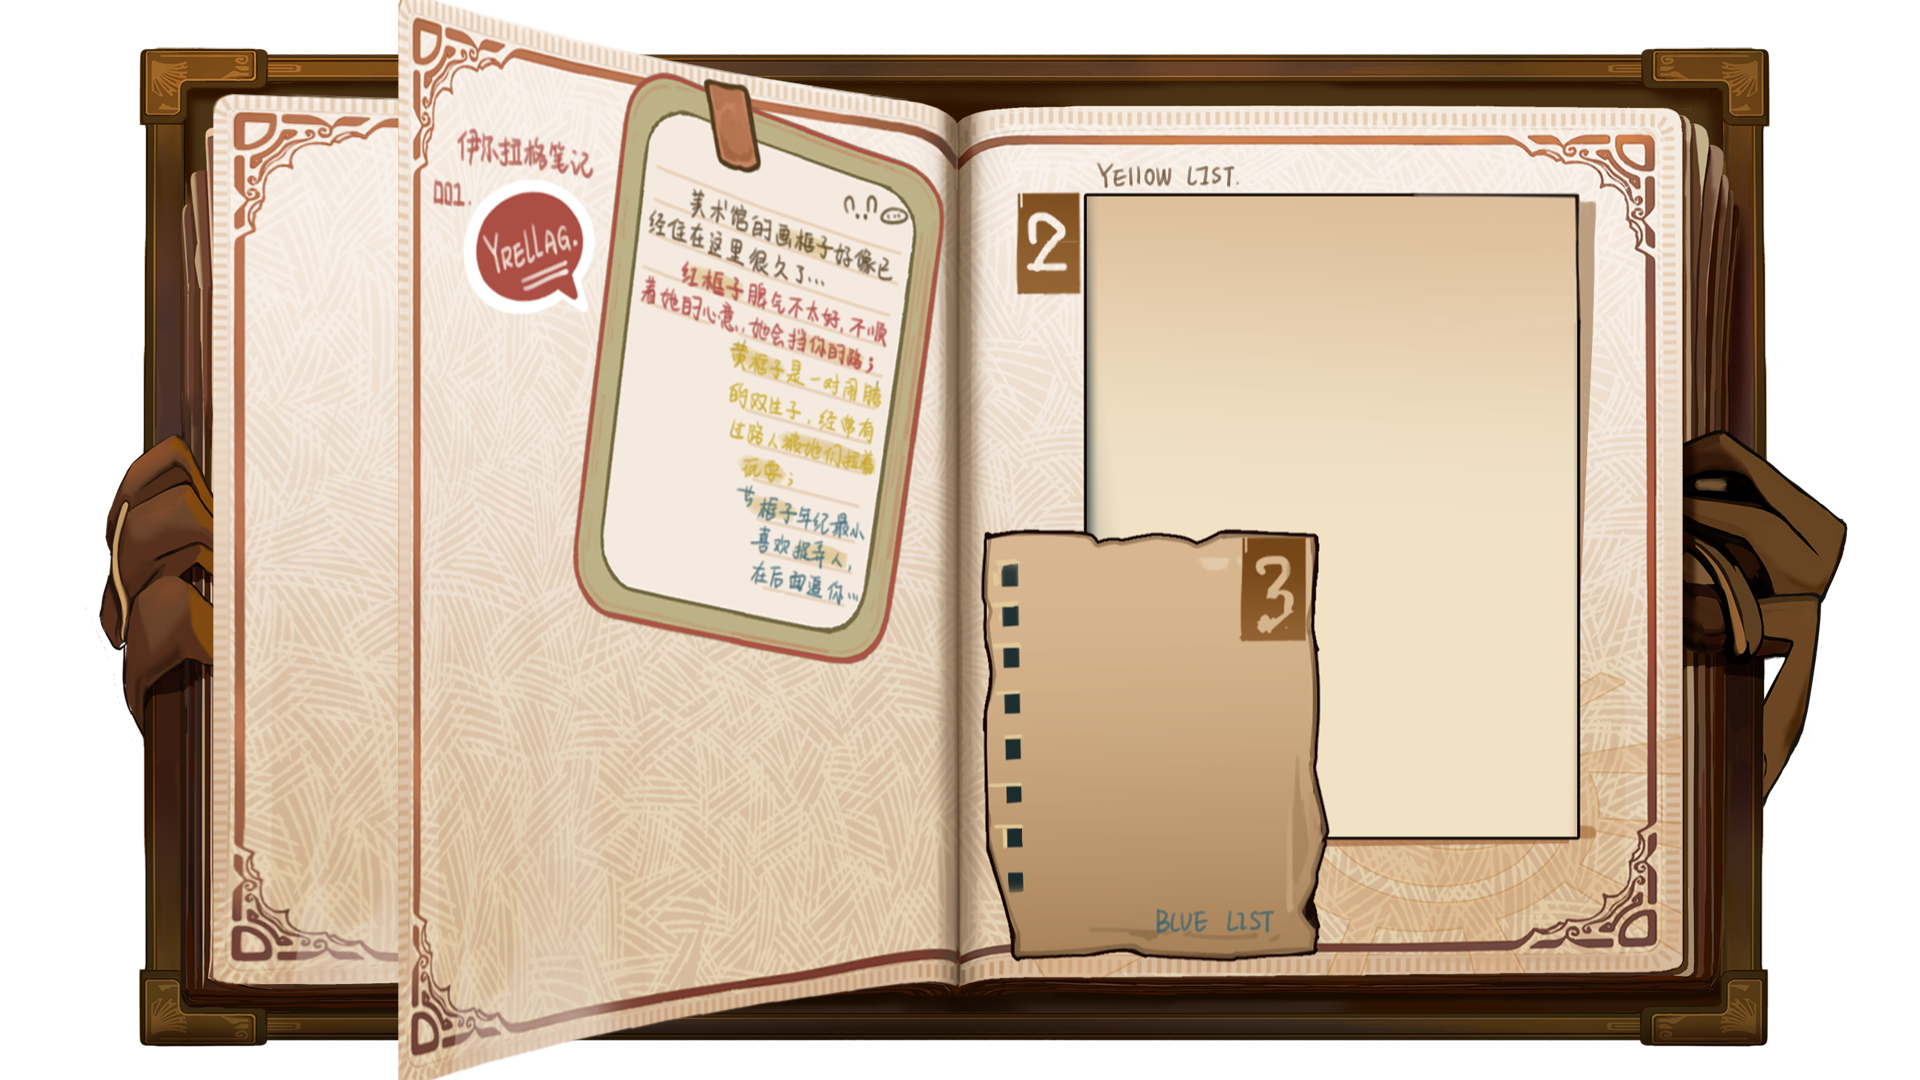 伊尔拉格笔记
001.
YRELLAG.
美术馆的画框子好像已
经住在这里很久了...
红框子脾气不太好,不顺
着她的心意..她会挡你的路;
黄框子是一对闹腾
的双生子,经常有
过路人被她们扭着
玩耍;
框子年纪最小
喜欢捉弄人,
在后面逗你...
YEllOW LIST.
2
3
BLUE LIST